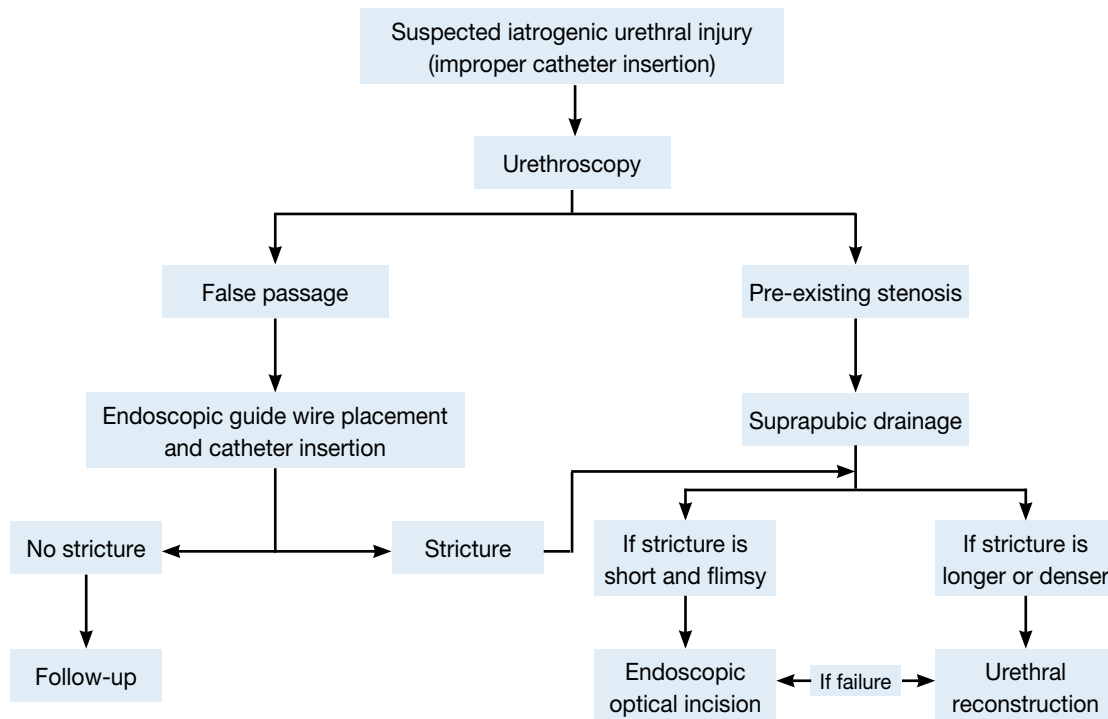 Suspected iatrogenic urethral injury
(improper catheter insertion)
Urethroscopy
False passage
Pre-existing stenosis
Endoscopic guide wire placement
and catheter insertion
Suprapubic drainage
No stricture
Stricture
If stricture is
short and flimsy
If stricture is
longer or denser
Follow-up
Endoscopic
optical incision
If failure
Urethral
reconstruction